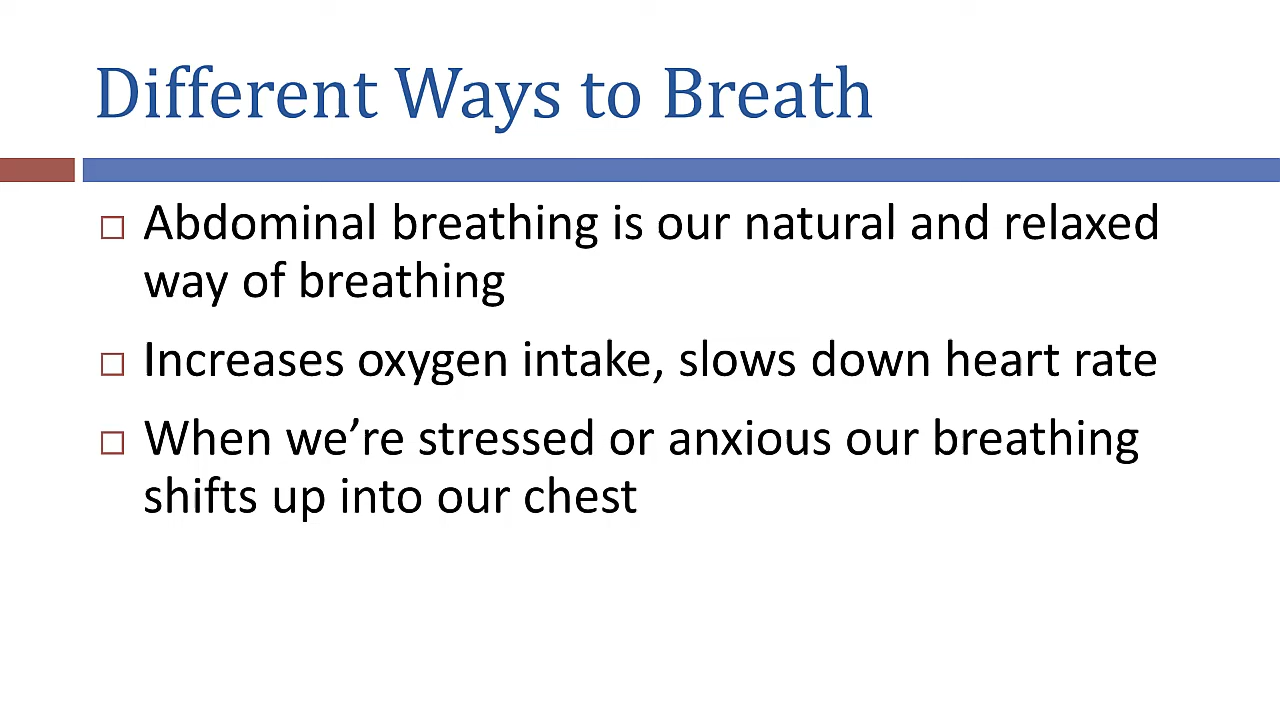 Different Ways to Breath
Abdominal breathing is our natural and relaxed
way of breathing
Increases oxygen intake, slows down heart rate
When we’re stressed or anxious our breathing
shifts up into our chest